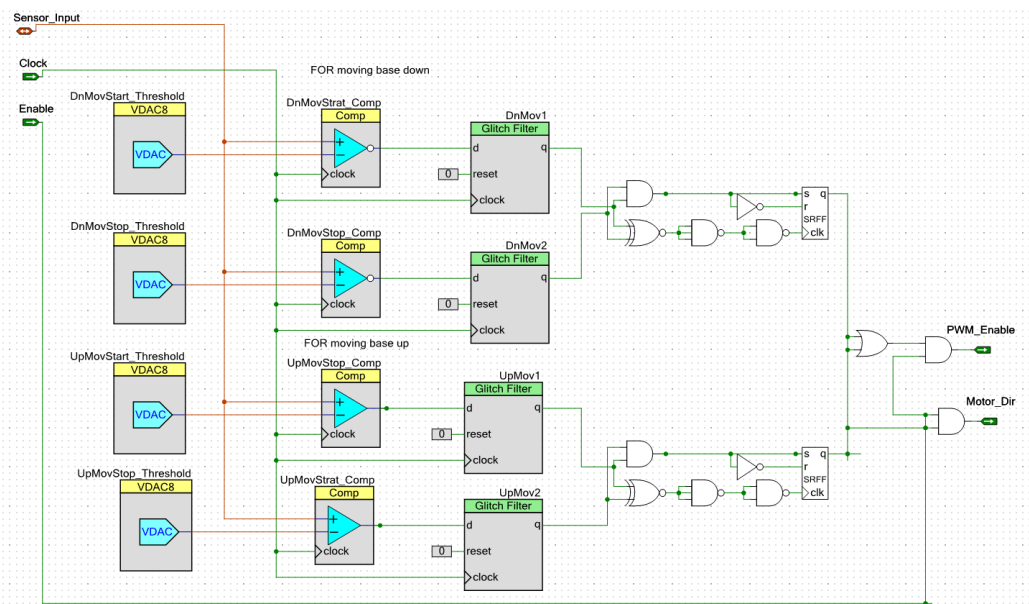 Sensor_Input
Clock
FOR moving base down
Enable
DnMovStart_Threshold
VDAC8
VDAC
DnMovStrat_Comp
Comp
+
−
clock
DnMov1
Glitch Filter
d
q
0
reset
clock
s
q
r
SRFF
clk
DnMovStop_Threshold
VDAC8
VDAC
DnMovStop_Comp
Comp
+
−
clock
DnMov2
Glitch Filter
d
q
0
reset
clock
FOR moving base up
PWM_Enable
Motor_Dir
UpMovStart_Threshold
VDAC8
VDAC
UpMovStop_Comp
Comp
+
−
clock
UpMov1
Glitch Filter
d
q
0
reset
clock
s
q
r
SRFF
clk
UpMovStop_Threshold
VDAC8
VDAC
UpMovStrat_Comp
Comp
+
−
clock
UpMov2
Glitch Filter
d
q
0
reset
clock